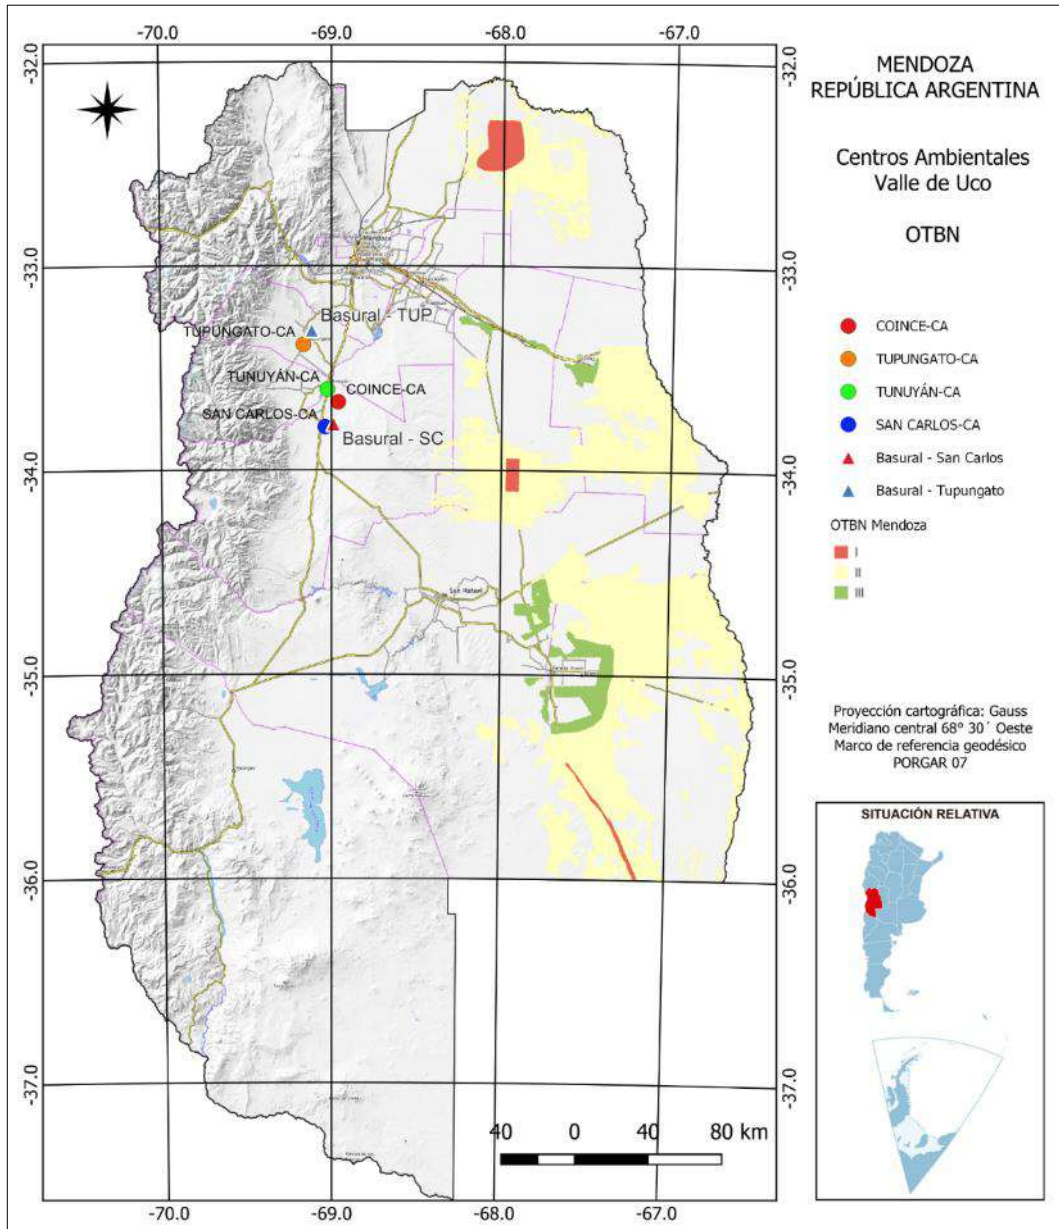 -70.0
-69.0
-68.0
-67.0
-32.0
-32.0
MENDOZA
REPÚBLICA ARGENTINA
Centros Ambientales
Valle de Uco
OTBN
Mendoza
-33.0
-33.0
Basural - TUP
TUPUNGATO-CA
TUNUYÁN-CA
COINCE-CA
SAN CARLOS-CA
Basural - SC
COINCE-CA
TUPUNGATO-CA
TUNUYÁN-CA
SAN CARLOS-CA
Basural - San Carlos
Basural - Tupungato
OTBN Mendoza
I
II
III
-34.0
-34.0
San Rafael
-35.0
-35.0
Proyección cartográfica: Gauss
Meridiano central 68° 30´ Oeste
Marco de referencia geodésico
PORGAR 07
SITUACIÓN RELATIVA
-36.0
-36.0
-37.0
-37.0
40 0 40 80 km
-70.0
-69.0
-68.0
-67.0